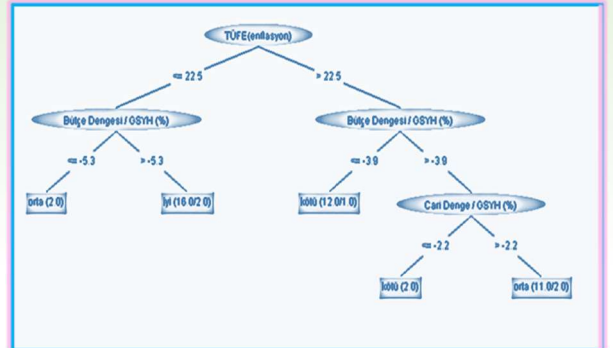 TÜFE(enflasyon)
<= 22.5
> 22.5
Bütçe Dengesi / GSYH (%)
Bütçe Dengesi / GSYH (%)
<= -5.3
> -5.3
<= -3.9
> -3.9
orta (2.0)
İyi (16.0/2.0)
kötü (12.0/1.0)
Cari Denge / GSYH (%)
<= -2.2
> -2.2
kötü (2.0)
orta (11.0/2.0)